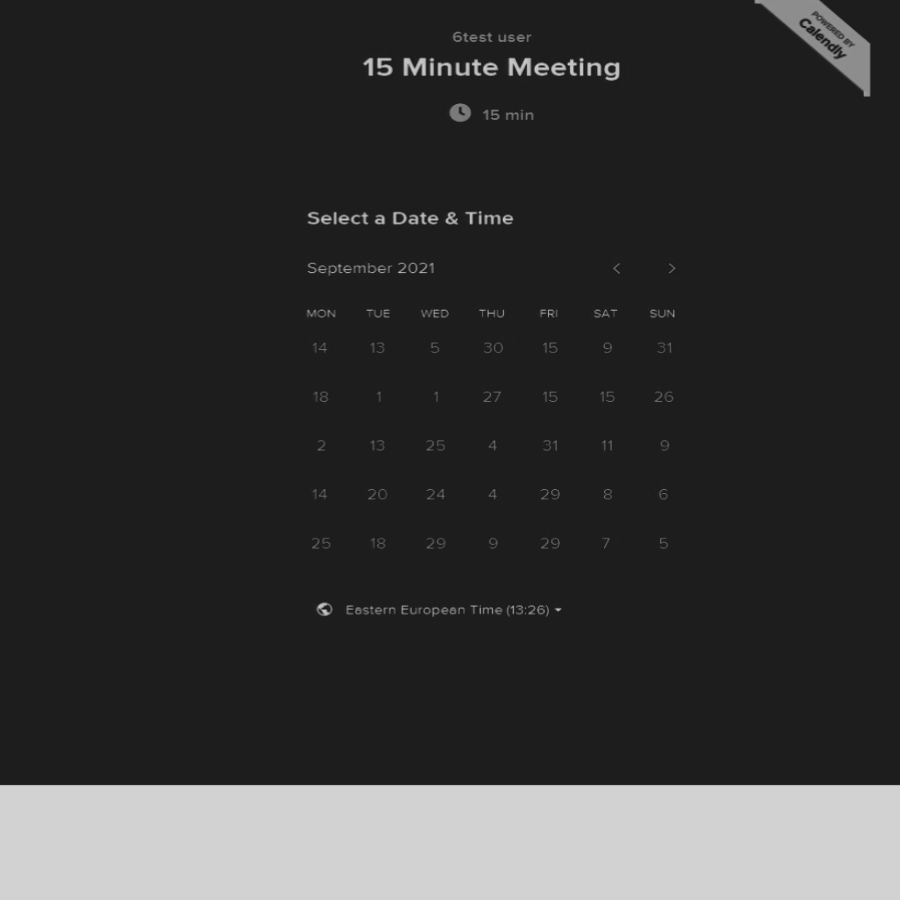 6test user
POWERED BY
Calendly
15 Minute Meeting
15 min
Select a Date & Time
September 2021 < >
MON TUE WED THU FRI SAT SUN
14 13 5 30 15 9 31
18 1 1 27 15 15 26
2 13 25 4 31 11 9
14 20 24 4 29 8 6
25 18 29 9 29 7 5
Eastern European Time (13:26)